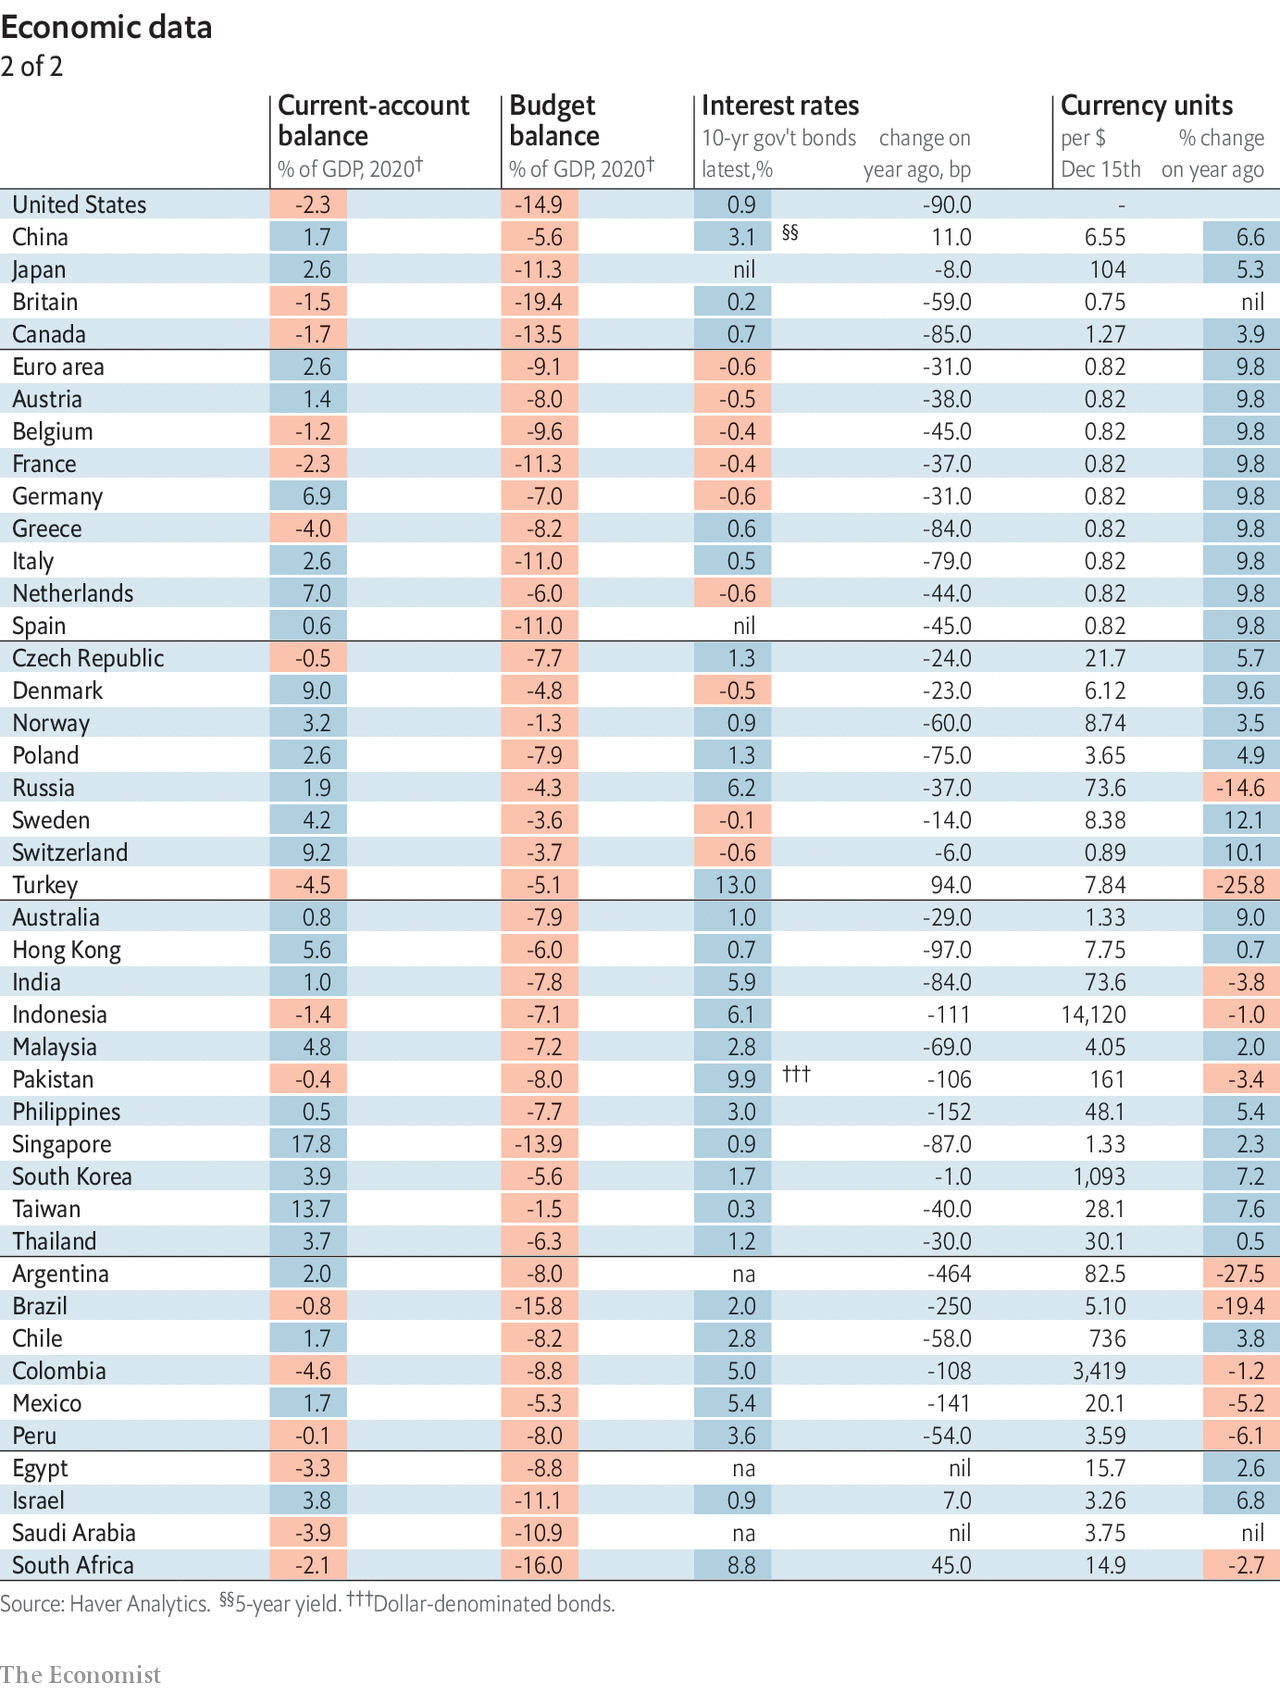 Economic data
2 of 2
Current-account balance % of GDP, 2020† Budget balance % of GDP, 2020† Interest rates 10-yr gov't bonds latest,% change on year ago, bp Currency units per $ Dec 15th % change on year ago
United States -2.3 -14.9 0.9 -90.0 -
China 1.7 -5.6 3.1 §§ 11.0 6.55 6.6
Japan 2.6 -11.3 nil -8.0 104 5.3
Britain -1.5 -19.4 0.2 -59.0 0.75 nil
Canada -1.7 -13.5 0.7 -85.0 1.27 3.9
Euro area 2.6 -9.1 -0.6 -31.0 0.82 9.8
Austria 1.4 -8.0 -0.5 -38.0 0.82 9.8
Belgium -1.2 -9.6 -0.4 -45.0 0.82 9.8
France -2.3 -11.3 -0.4 -37.0 0.82 9.8
Germany 6.9 -7.0 -0.6 -31.0 0.82 9.8
Greece -4.0 -8.2 0.6 -84.0 0.82 9.8
Italy 2.6 -11.0 0.5 -79.0 0.82 9.8
Netherlands 7.0 -6.0 -0.6 -44.0 0.82 9.8
Spain 0.6 -11.0 nil -45.0 0.82 9.8
Czech Republic -0.5 -7.7 1.3 -24.0 21.7 5.7
Denmark 9.0 -4.8 -0.5 -23.0 6.12 9.6
Norway 3.2 -1.3 0.9 -60.0 8.74 3.5
Poland 2.6 -7.9 1.3 -75.0 3.65 4.9
Russia 1.9 -4.3 6.2 -37.0 73.6 -14.6
Sweden 4.2 -3.6 -0.1 -14.0 8.38 12.1
Switzerland 9.2 -3.7 -0.6 -6.0 0.89 10.1
Turkey -4.5 -5.1 13.0 94.0 7.84 -25.8
Australia 0.8 -7.9 1.0 -29.0 1.33 9.0
Hong Kong 5.6 -6.0 0.7 -97.0 7.75 0.7
India 1.0 -7.8 5.9 -84.0 73.6 -3.8
Indonesia -1.4 -7.1 6.1 -111 14,120 -1.0
Malaysia 4.8 -7.2 2.8 -69.0 4.05 2.0
Pakistan -0.4 -8.0 9.9 ††† -106 161 -3.4
Philippines 0.5 -7.7 3.0 -152 48.1 5.4
Singapore 17.8 -13.9 0.9 -87.0 1.33 2.3
South Korea 3.9 -5.6 1.7 -1.0 1,093 7.2
Taiwan 13.7 -1.5 0.3 -40.0 28.1 7.6
Thailand 3.7 -6.3 1.2 -30.0 30.1 0.5
Argentina 2.0 -8.0 na -464 82.5 -27.5
Brazil -0.8 -15.8 2.0 -250 5.10 -19.4
Chile 1.7 -8.2 2.8 -58.0 736 3.8
Colombia -4.6 -8.8 5.0 -108 3,419 -1.2
Mexico 1.7 -5.3 5.4 -141 20.1 -5.2
Peru -0.1 -8.0 3.6 -54.0 3.59 -6.1
Egypt -3.3 -8.8 na nil 15.7 2.6
Israel 3.8 -11.1 0.9 7.0 3.26 6.8
Saudi Arabia -3.9 -10.9 na nil 3.75 nil
South Africa -2.1 -16.0 8.8 45.0 14.9 -2.7
Source: Haver Analytics. §§5-year yield. †††Dollar-denominated bonds.
The Economist